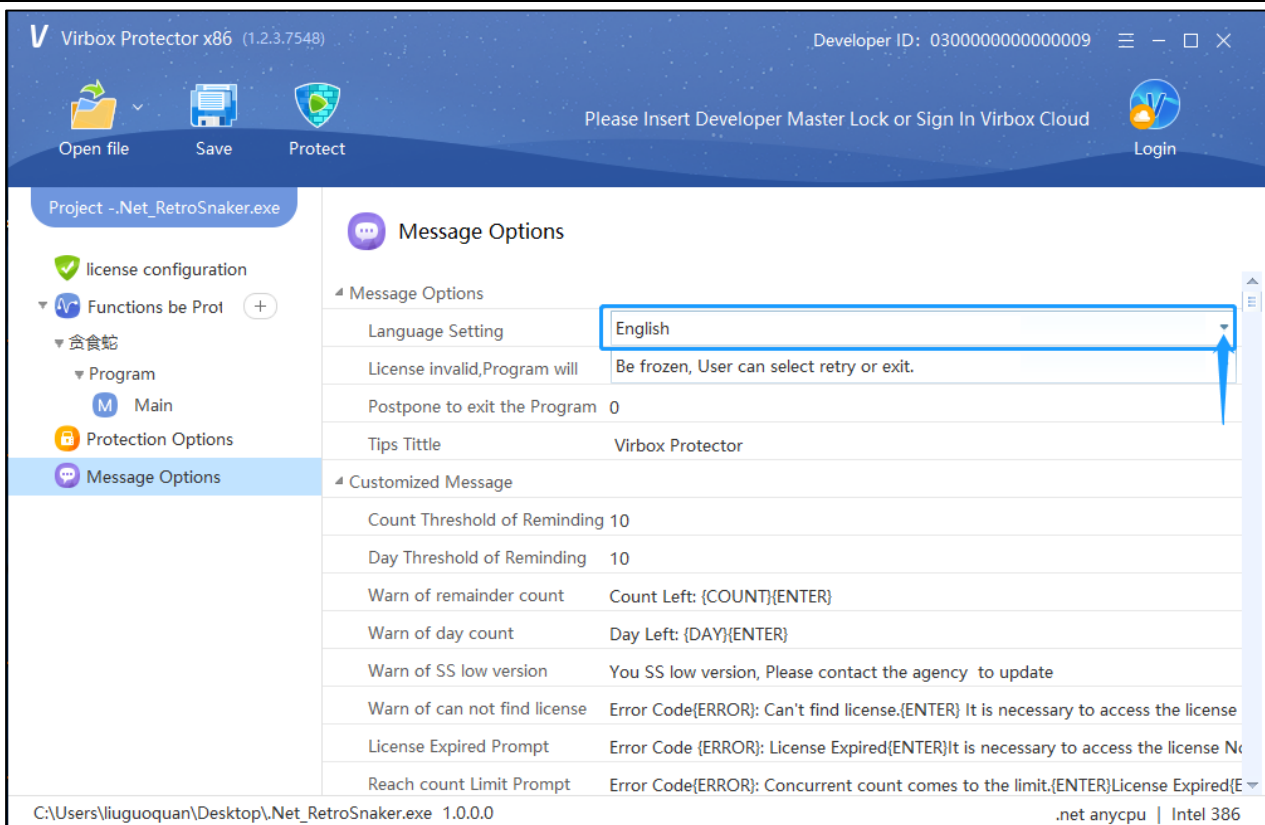 Virbox Protector x86 (1.2.3.7548)
Developer ID: 0300000000000009
Open file
Save
Protect
Please Insert Developer Master Lock or Sign In Virbox Cloud
Login
Project -.Net_RetroSnaker.exe
license configuration
Functions be Prot
贪食蛇
Program
M Main
Protection Options
Message Options
Message Options
Message Options
Language Setting English
License invalid,Program will Be frozen, User can select retry or exit.
Postpone to exit the Program 0
Tips Tittle Virbox Protector
Customized Message
Count Threshold of Reminding 10
Day Threshold of Reminding 10
Warn of remainder count Count Left: {COUNT}{ENTER}
Warn of day count Day Left: {DAY}{ENTER}
Warn of SS low version You SS low version, Please contact the agency to update
Warn of can not find license Error Code{ERROR}: Can't find license.{ENTER} It is necessary to access the license
License Expired Prompt Error Code {ERROR}: License Expired{ENTER}It is necessary to access the license
Reach count Limit Prompt Error Code{ERROR}: Concurrent count comes to the limit.{ENTER}License Expired{E
C:\Users\liuguoquan\Desktop\.Net_RetroSnaker.exe 1.0.0.0
.net anycpu | Intel 386